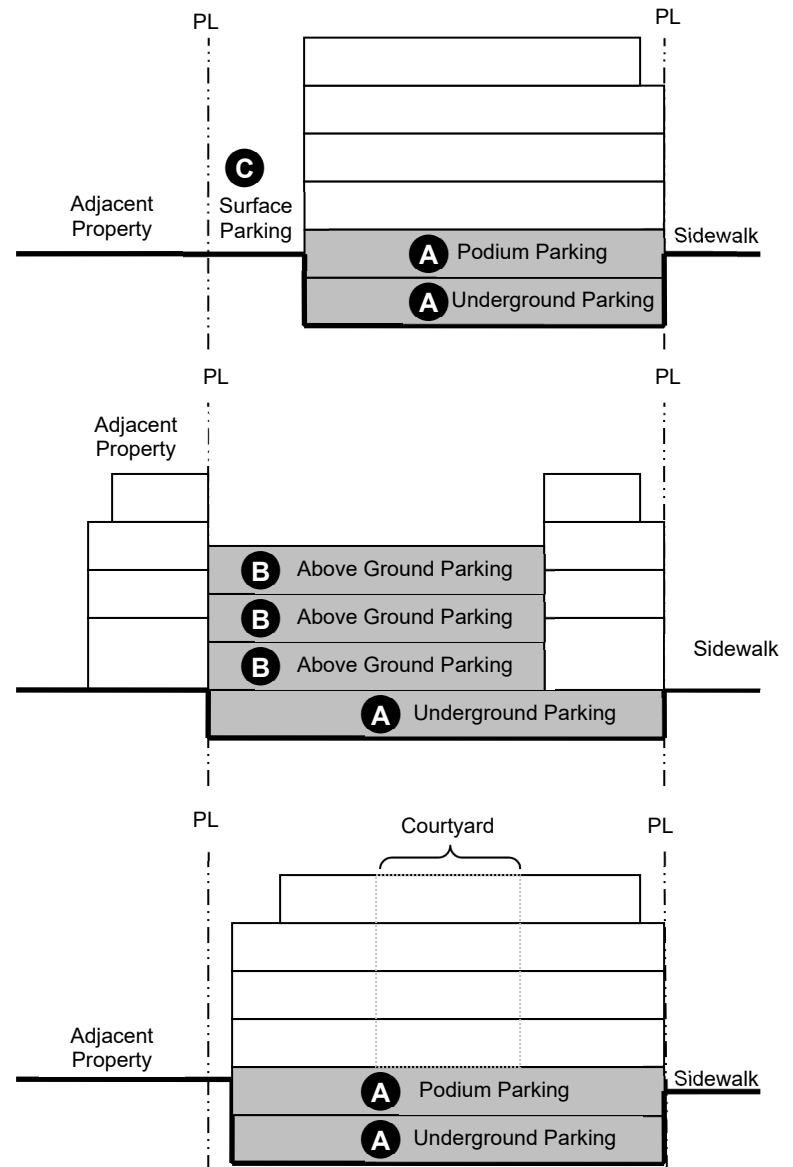 PL
PL
C
Adjacent
Property
Surface
Parking
Sidewalk
A Podium Parking
A Underground Parking
PL
PL
Adjacent
Property
B Above Ground Parking
B Above Ground Parking
B Above Ground Parking
Sidewalk
A Underground Parking
PL
Courtyard
PL
Adjacent
Property
Sidewalk
A Podium Parking
A Underground Parking